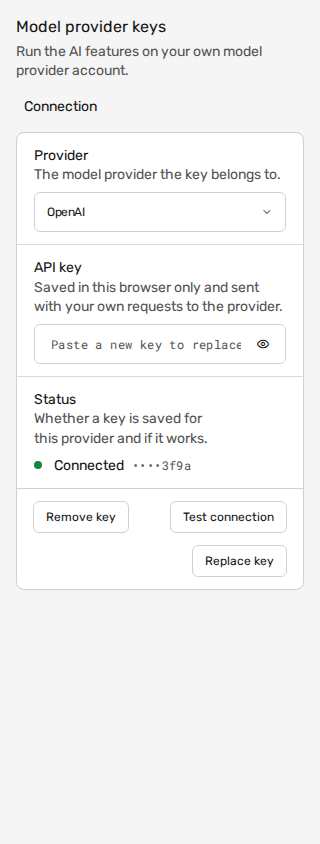 Model provider keys
Run the AI features on your own model
provider account.
Connection
Provider
The model provider the key belongs to.
OpenAI
API key
Saved in this browser only and sent
with your own requests to the provider.
Paste a new key to replace
Status
Whether a key is saved for
this provider and if it works.
Connected ••••3f9a
Remove key
Test connection
Replace key